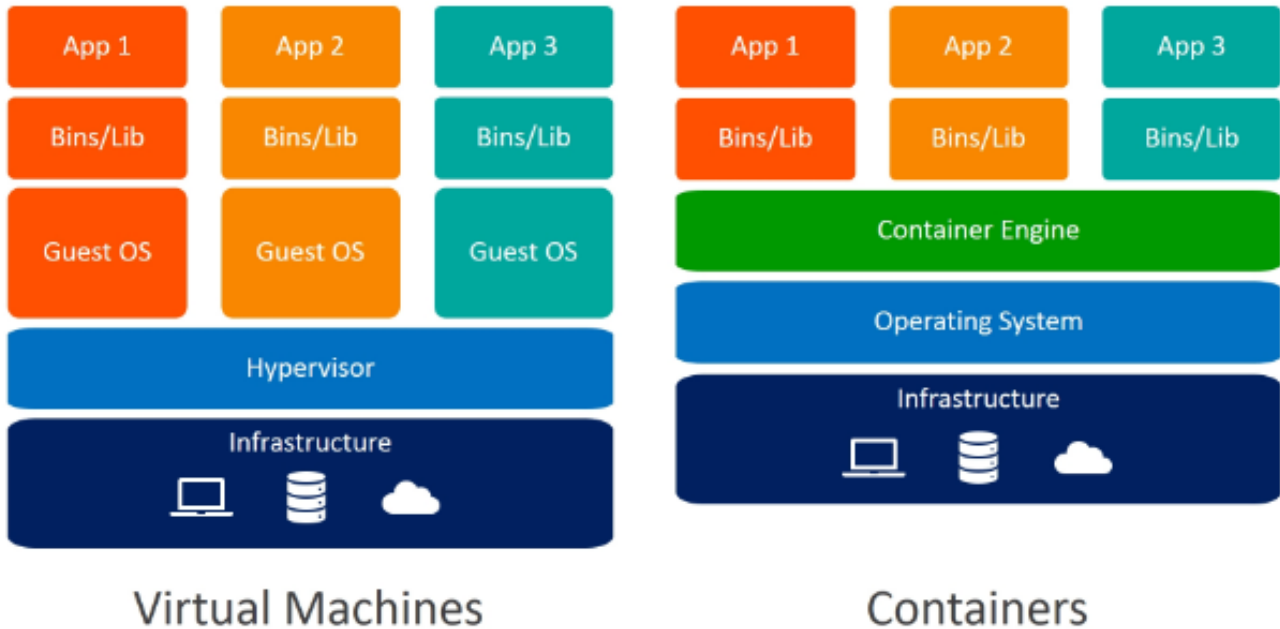 App 1
App 2
App 3
Bins/Lib
Bins/Lib
Bins/Lib
Guest OS
Guest OS
Guest OS
Hypervisor
Infrastructure
Virtual Machines
App 1
App 2
App 3
Bins/Lib
Bins/Lib
Bins/Lib
Container Engine
Operating System
Infrastructure
Containers